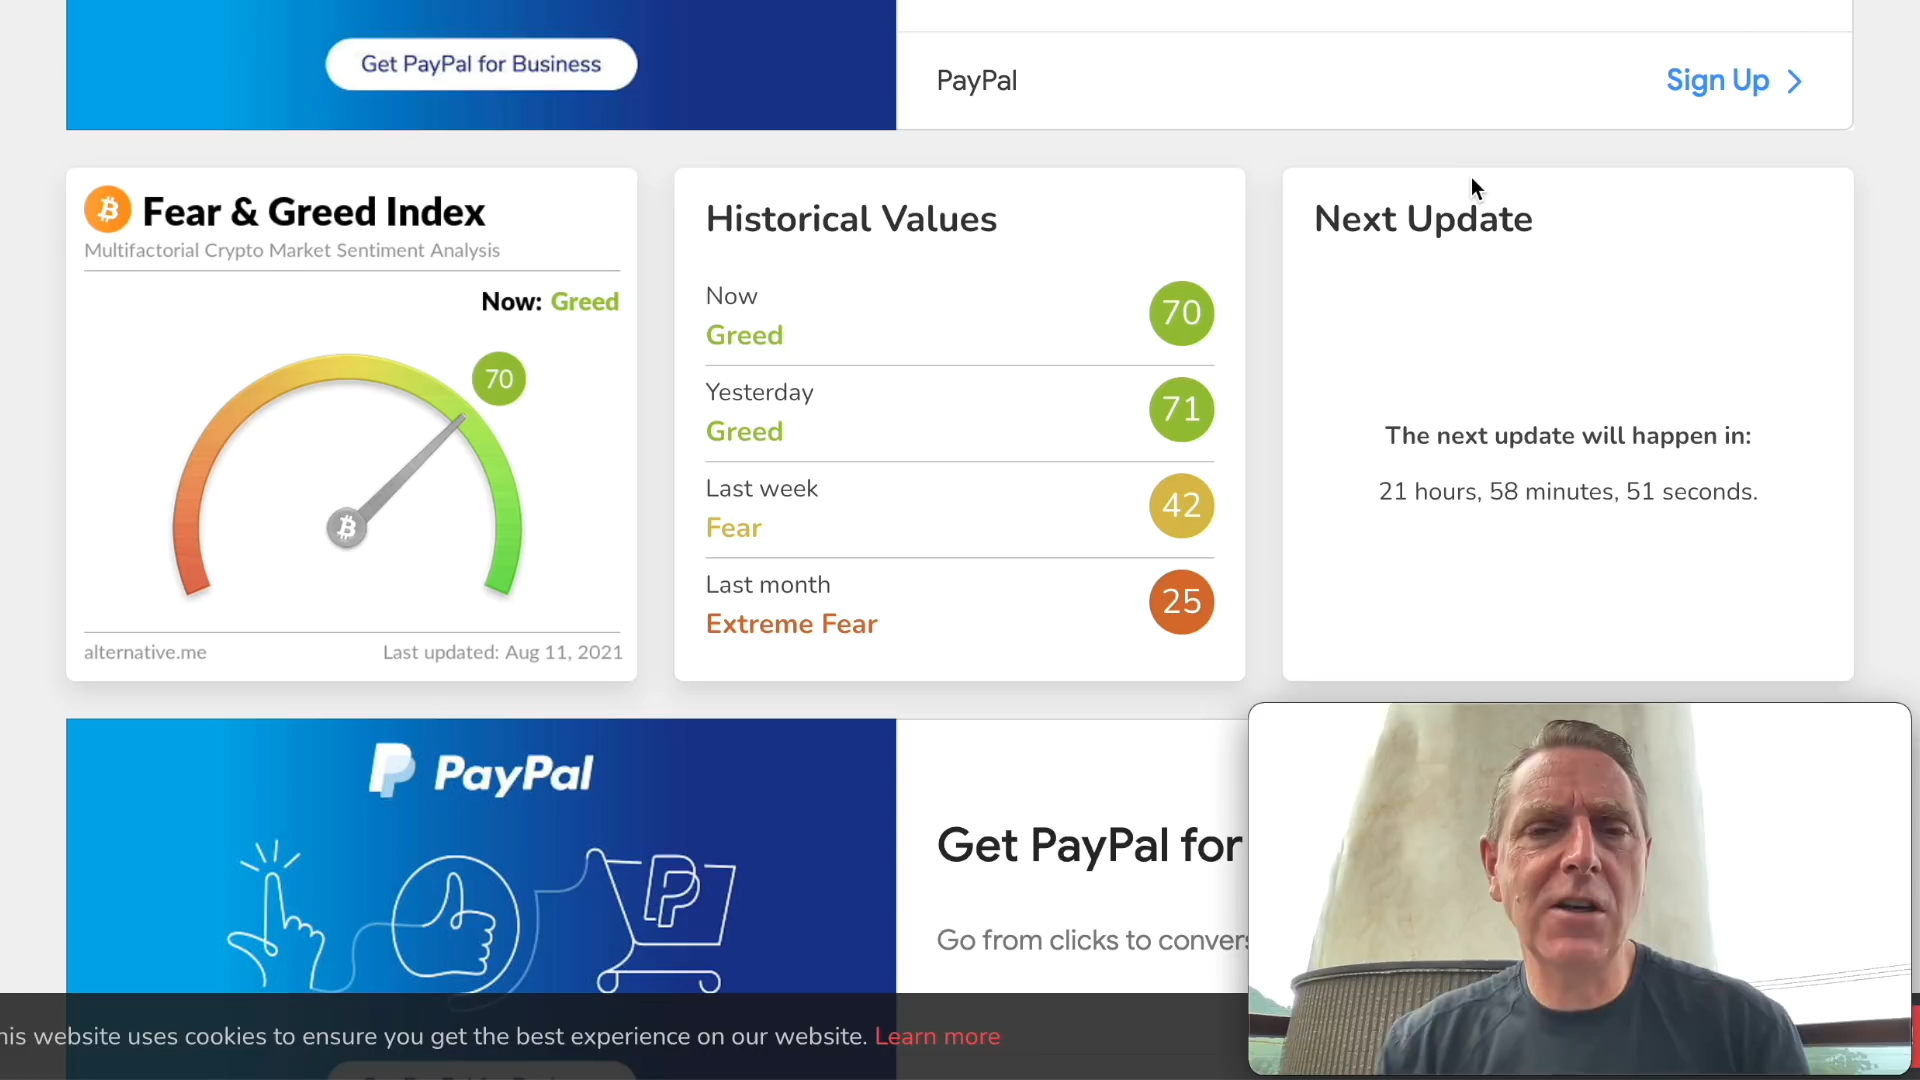 Get PayPal for Business
PayPal
Sign Up
Fear & Greed Index
Multifactorial Crypto Market Sentiment Analysis
Now: Greed
70
alternative.me
Last updated: Aug 11, 2021
Historical Values
Now
Greed
70
Yesterday
Greed
71
Last week
Fear
42
Last month
Extreme Fear
25
Next Update
The next update will happen in:
21 hours, 58 minutes, 51 seconds.
PayPal
Get PayPal for
Go from clicks to convers
his website uses cookies to ensure you get the best experience on our website. Learn more